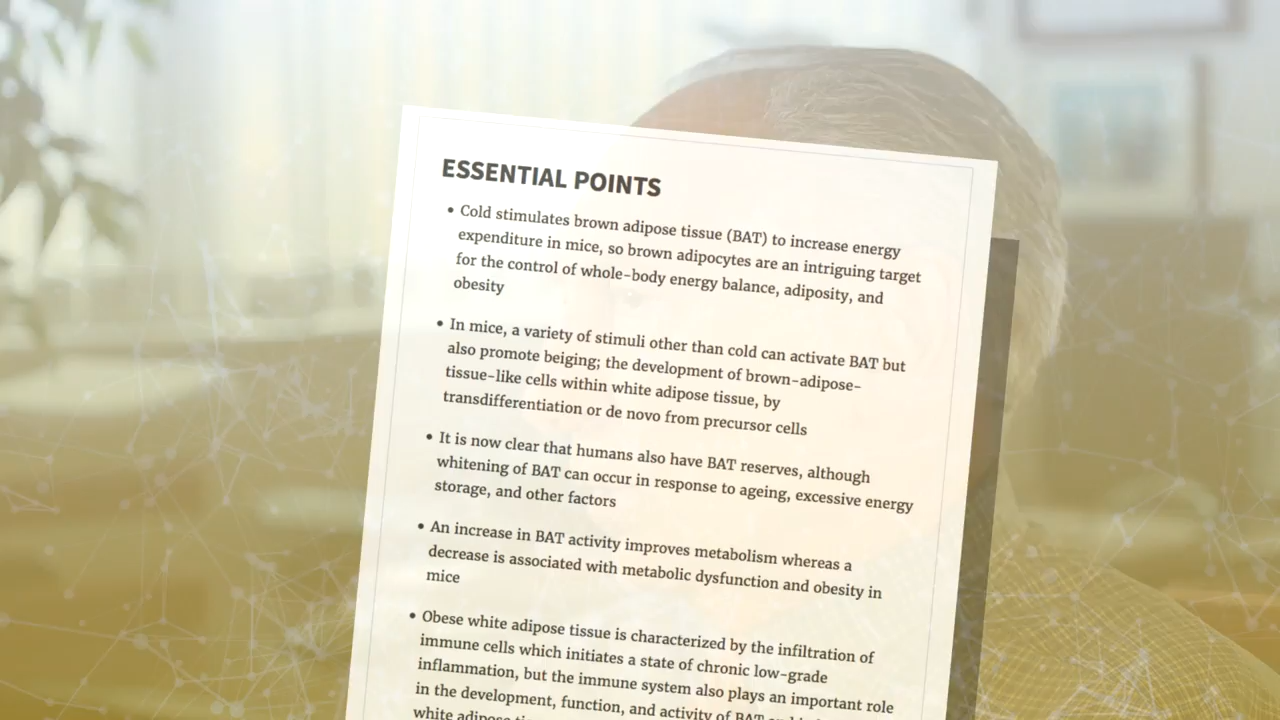 ESSENTIAL POINTS
• Cold stimulates brown adipose tissue (BAT) to increase energy
expenditure in mice, so brown adipocytes are an intriguing target
for the control of whole-body energy balance, adiposity, and
obesity
• In mice, a variety of stimuli other than cold can activate BAT but
also promote beiging; the development of brown-adipose-
tissue-like cells within white adipose tissue, by
transdifferentiation or de novo from precursor cells
• It is now clear that humans also have BAT reserves, although
whitening of BAT can occur in response to ageing, excessive energy
storage, and other factors
• An increase in BAT activity improves metabolism whereas a
decrease is associated with metabolic dysfunction and obesity in
mice
• Obese white adipose tissue is characterized by the infiltration of
immune cells which initiates a state of chronic low-grade
inflammation, but the immune system also plays an important role
in the development, function, and activity of BAT
white adipose